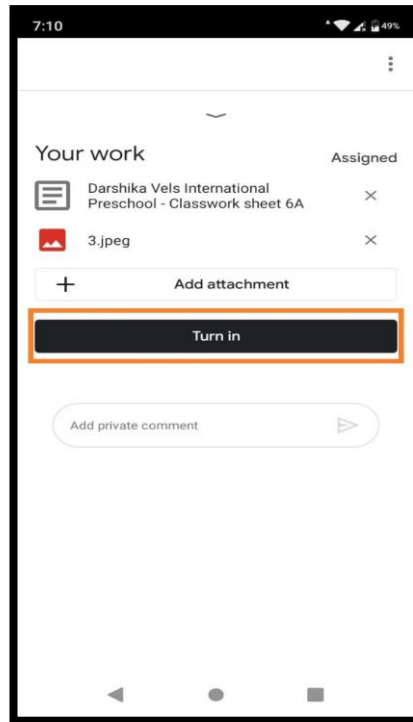 7:10
49%
Your work
Assigned
Darshika Vels International
Preschool - Classwork sheet 6A
3.jpeg
Add attachment
Turn in
Add private comment